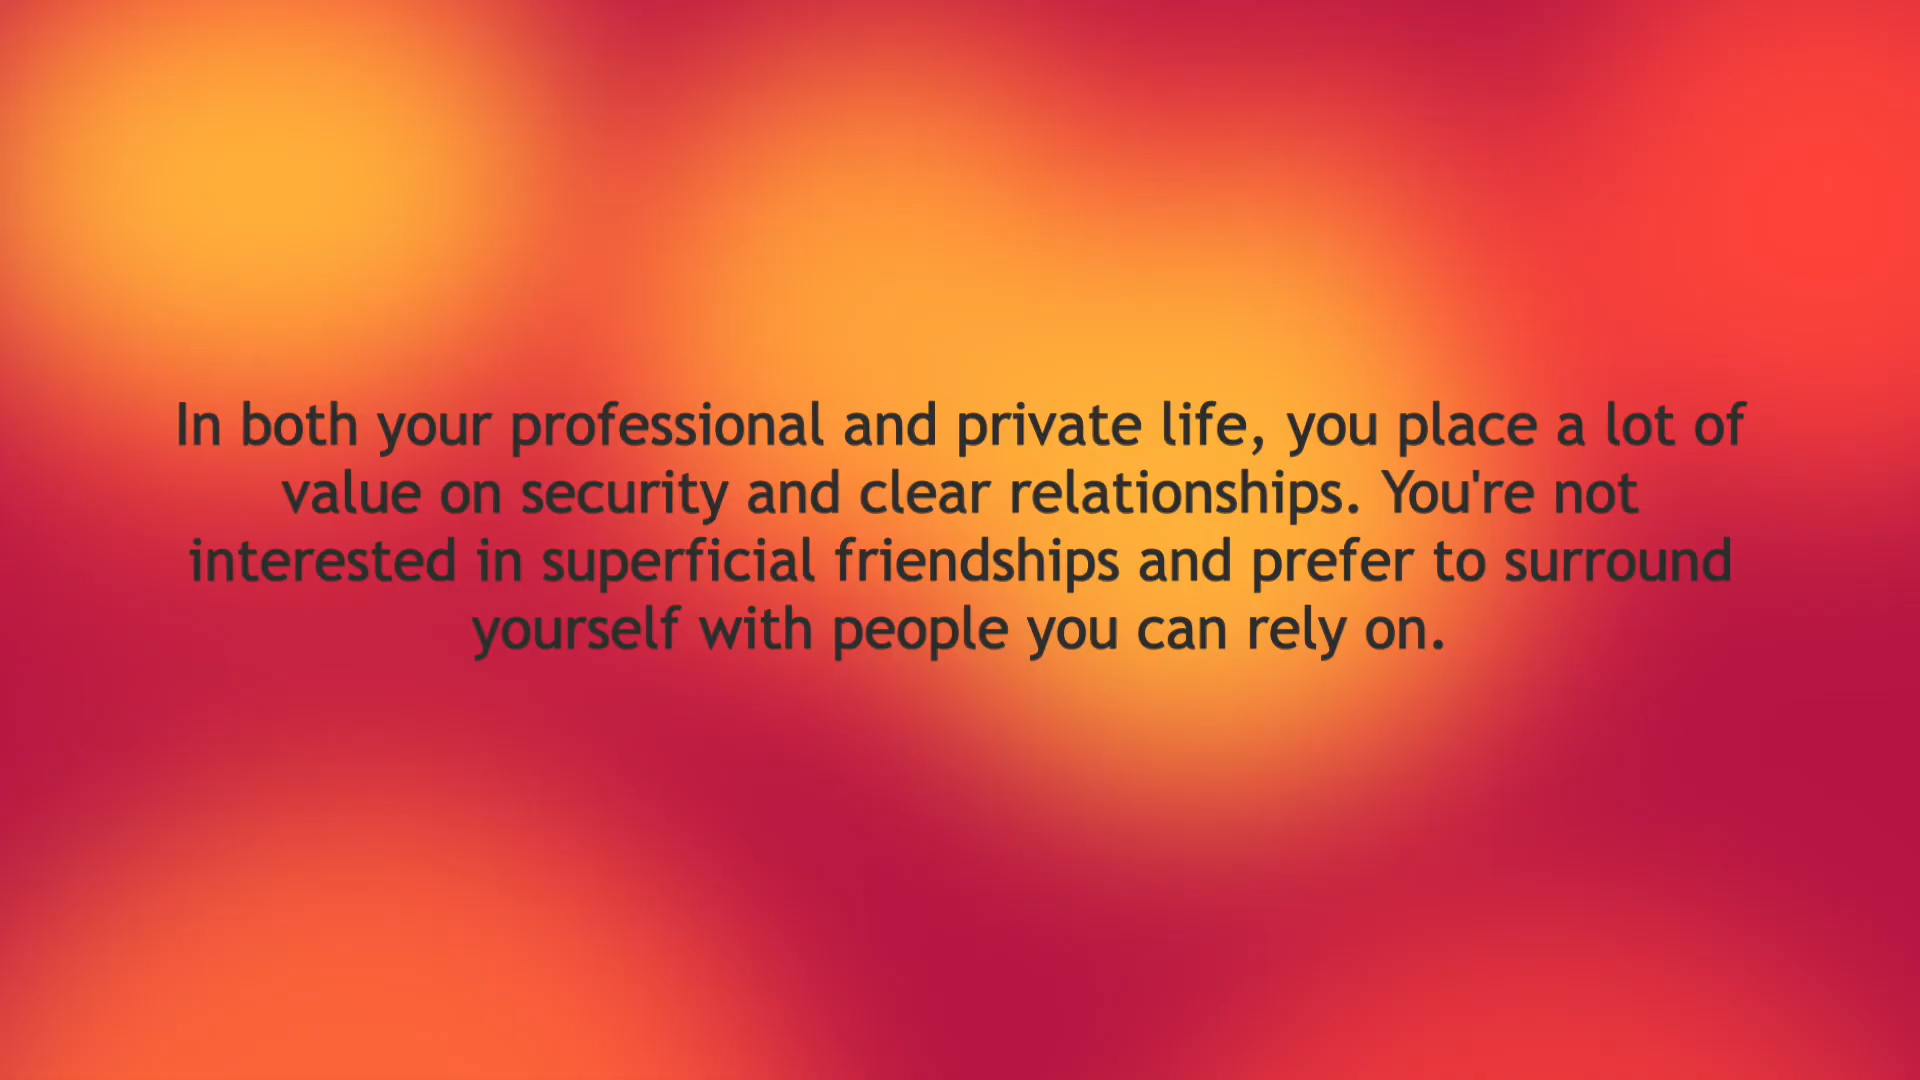 In both your professional and private life, you place a lot of
value on security and clear relationships. You're not
interested in superficial friendships and prefer to surround
yourself with people you can rely on.